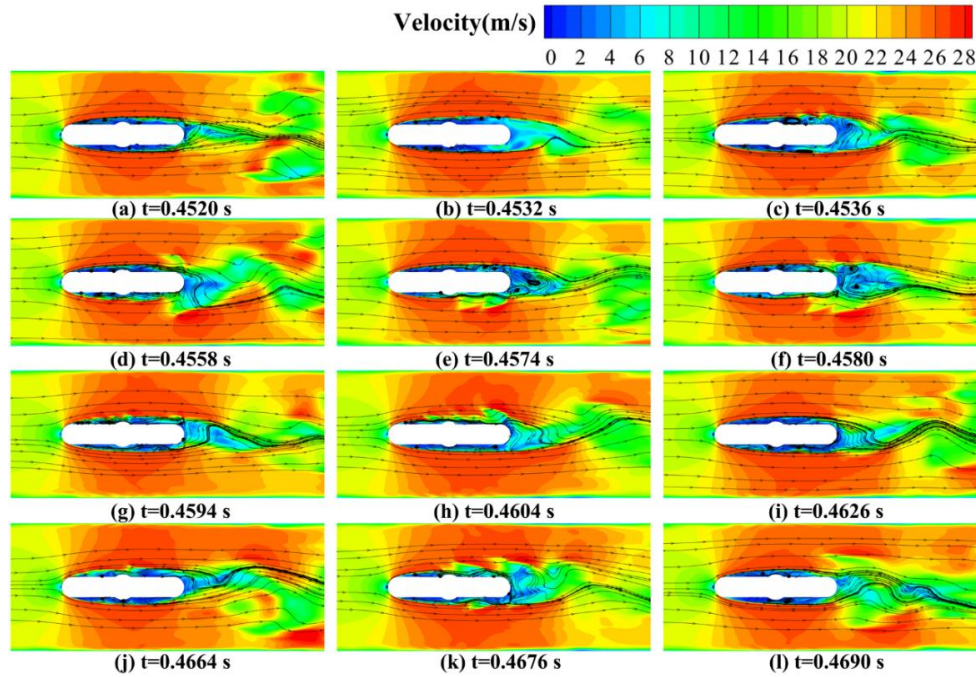 Velocity(m/s)
0 2 4 6 8 10 12 14 16 18 20 22 24 26 28
(a) t=0.4520 s (b) t=0.4532 s (c) t=0.4536 s
(d) t=0.4558 s (e) t=0.4574 s (f) t=0.4580 s
(g) t=0.4594 s (h) t=0.4604 s (i) t=0.4626 s
(j) t=0.4664 s (k) t=0.4676 s (l) t=0.4690 s